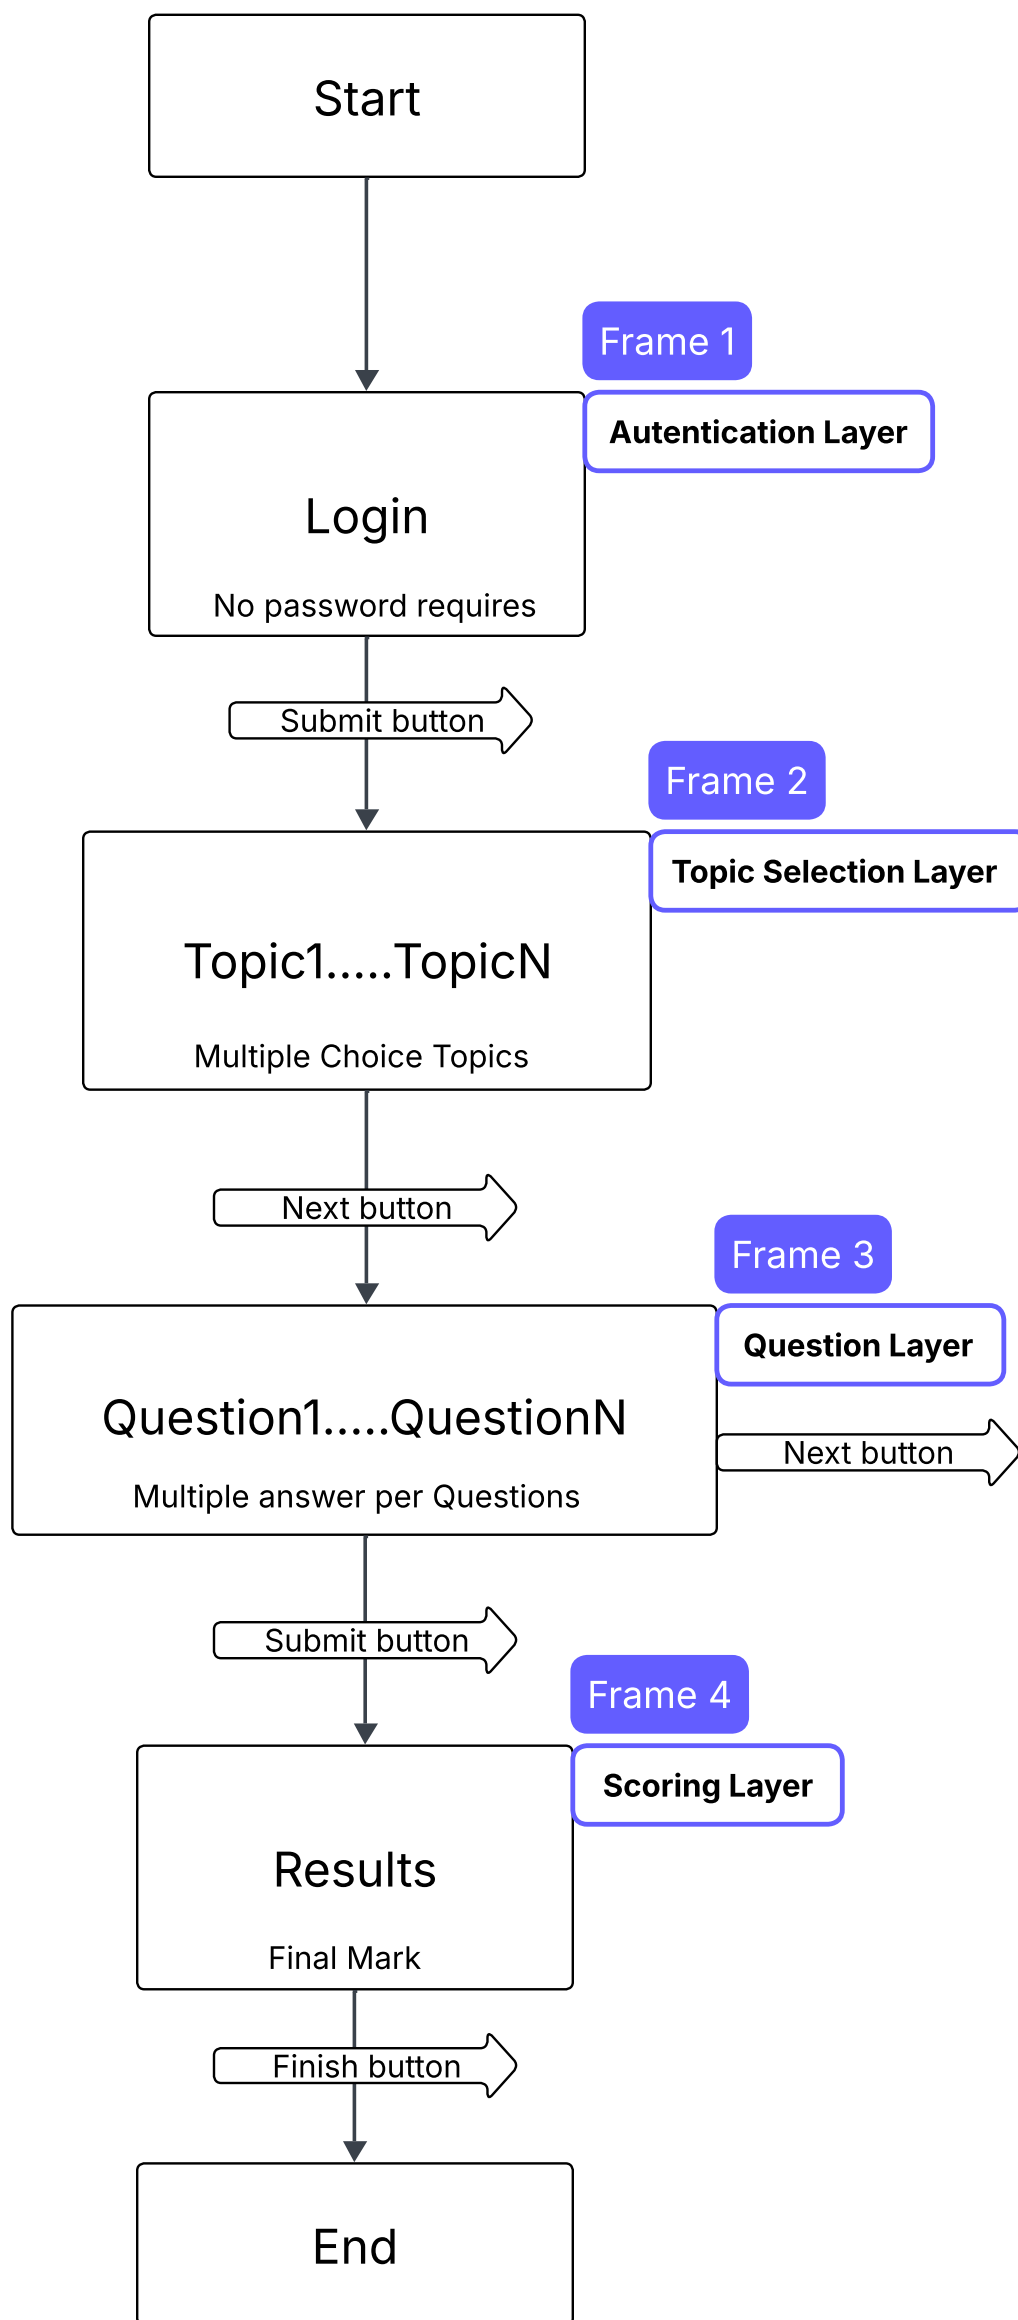 Start
Frame 1
Autentication Layer
Login
No password requires
Submit button
Frame 2
Topic Selection Layer
Topic1.....TopicN
Multiple Choice Topics
Next button
Frame 3
Question Layer
Question1.....QuestionN
Next button
Multiple answer per Questions
Submit button
Frame 4
Scoring Layer
Results
Final Mark
Finish button
End